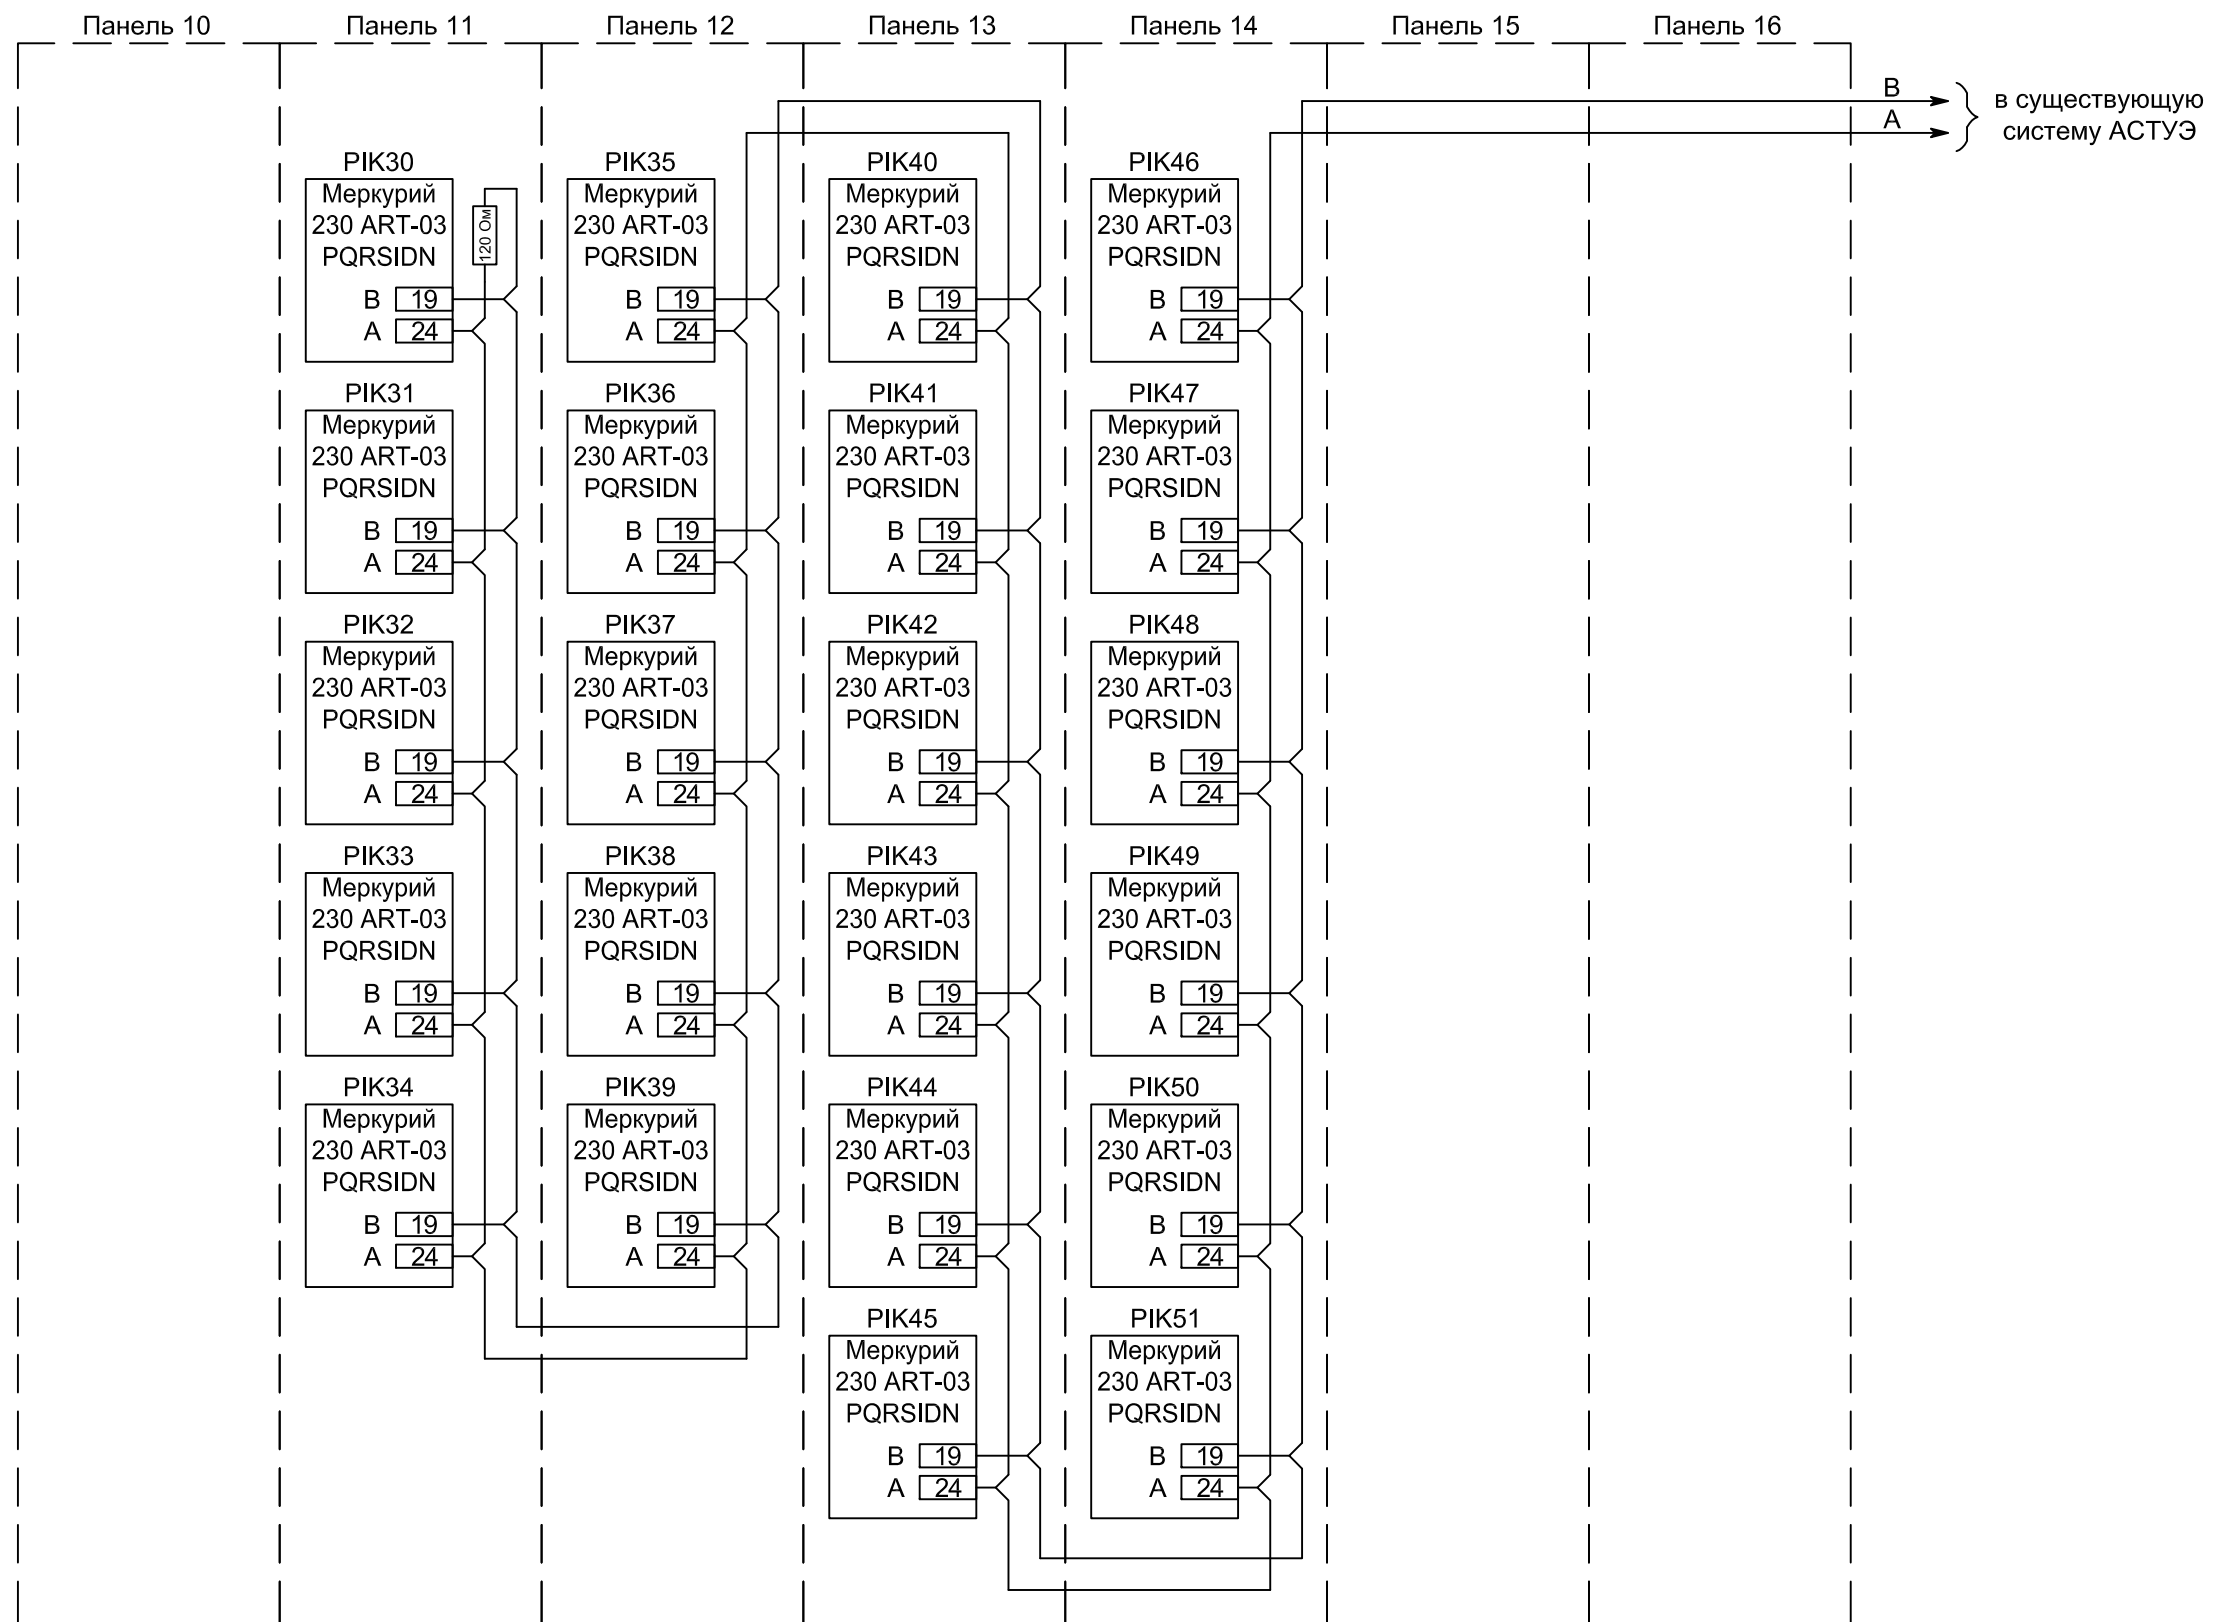 Панель 10 Панель 11 Панель 12 Панель 13 Панель 14 Панель 15 Панель 16
B
A
в существующую
систему АСТУЭ
PIK30
Меркурий
230 ART-03
PQRSIDN
B 19
A 24
120 Ом
PIK31
Меркурий
230 ART-03
PQRSIDN
B 19
A 24
PIK32
Меркурий
230 ART-03
PQRSIDN
B 19
A 24
PIK33
Меркурий
230 ART-03
PQRSIDN
B 19
A 24
PIK34
Меркурий
230 ART-03
PQRSIDN
B 19
A 24
PIK35
Меркурий
230 ART-03
PQRSIDN
B 19
A 24
PIK36
Меркурий
230 ART-03
PQRSIDN
B 19
A 24
PIK37
Меркурий
230 ART-03
PQRSIDN
B 19
A 24
PIK38
Меркурий
230 ART-03
PQRSIDN
B 19
A 24
PIK39
Меркурий
230 ART-03
PQRSIDN
B 19
A 24
PIK40
Меркурий
230 ART-03
PQRSIDN
B 19
A 24
PIK41
Меркурий
230 ART-03
PQRSIDN
B 19
A 24
PIK42
Меркурий
230 ART-03
PQRSIDN
B 19
A 24
PIK43
Меркурий
230 ART-03
PQRSIDN
B 19
A 24
PIK44
Меркурий
230 ART-03
PQRSIDN
B 19
A 24
PIK45
Меркурий
230 ART-03
PQRSIDN
B 19
A 24
PIK46
Меркурий
230 ART-03
PQRSIDN
B 19
A 24
PIK47
Меркурий
230 ART-03
PQRSIDN
B 19
A 24
PIK48
Меркурий
230 ART-03
PQRSIDN
B 19
A 24
PIK49
Меркурий
230 ART-03
PQRSIDN
B 19
A 24
PIK50
Меркурий
230 ART-03
PQRSIDN
B 19
A 24
PIK51
Меркурий
230 ART-03
PQRSIDN
B 19
A 24